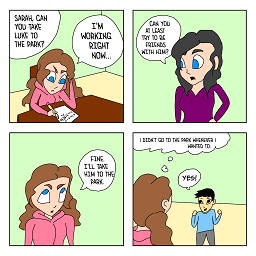 SARAH, CAN
YOU TAKE
LUKE TO
THE PARK?
I'M
WORKING
RIGHT
NOW...
CAN YOU
AT LEAST
TRY TO BE
FRIENDS
WITH HIM?
FINE.
I'LL TAKE
HIM TO THE
PARK.
I DIDN'T GO TO THE PARK WHENEVER I
WANTED TO.
YES!